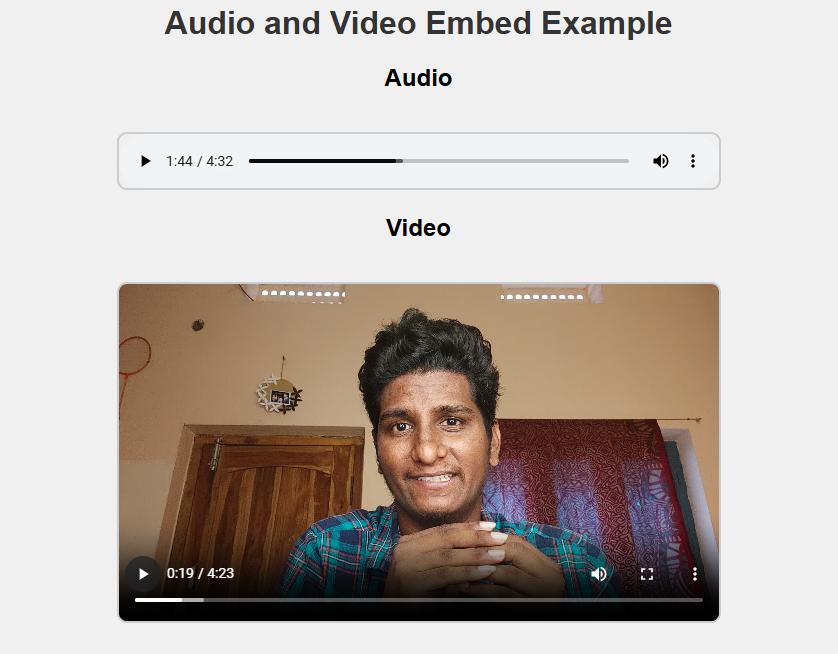 Audio and Video Embed Example
Audio
1:44 / 4:32
Video
0:19 / 4:23